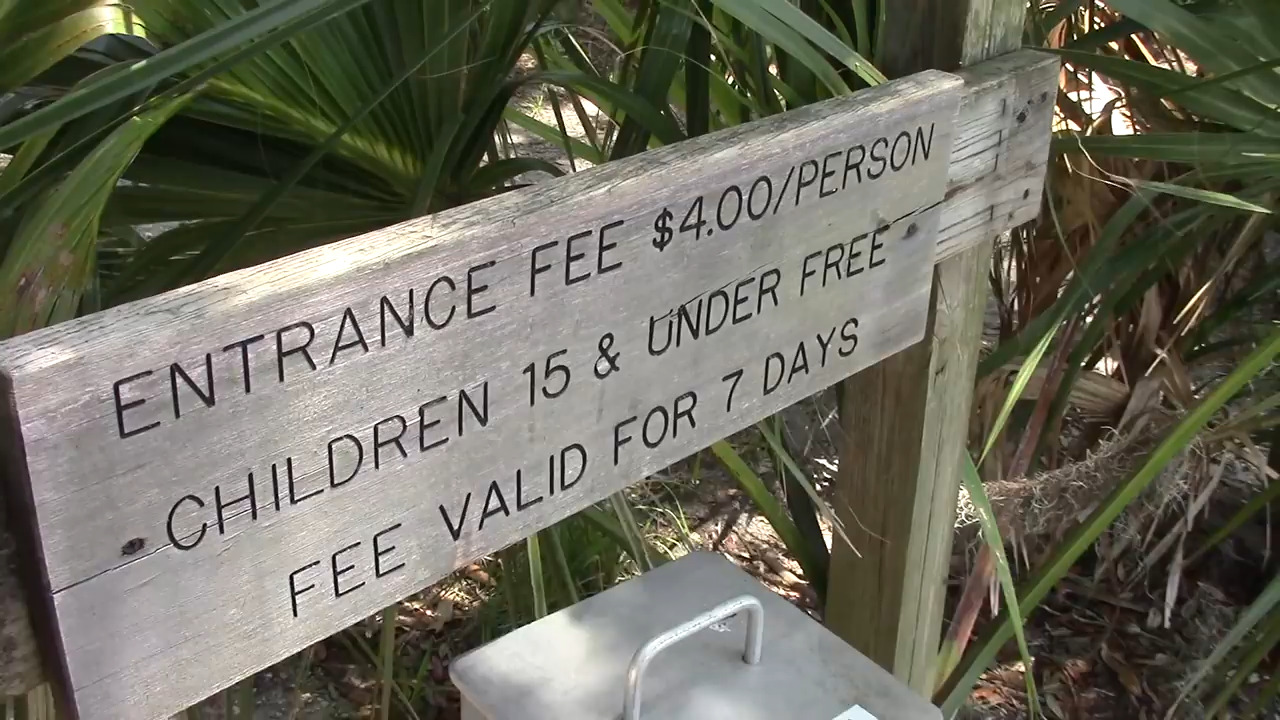 ENTRANCE FEE $4.00/PERSON
CHILDREN 15 & UNDER FREE
FEE VALID FOR 7 DAYS